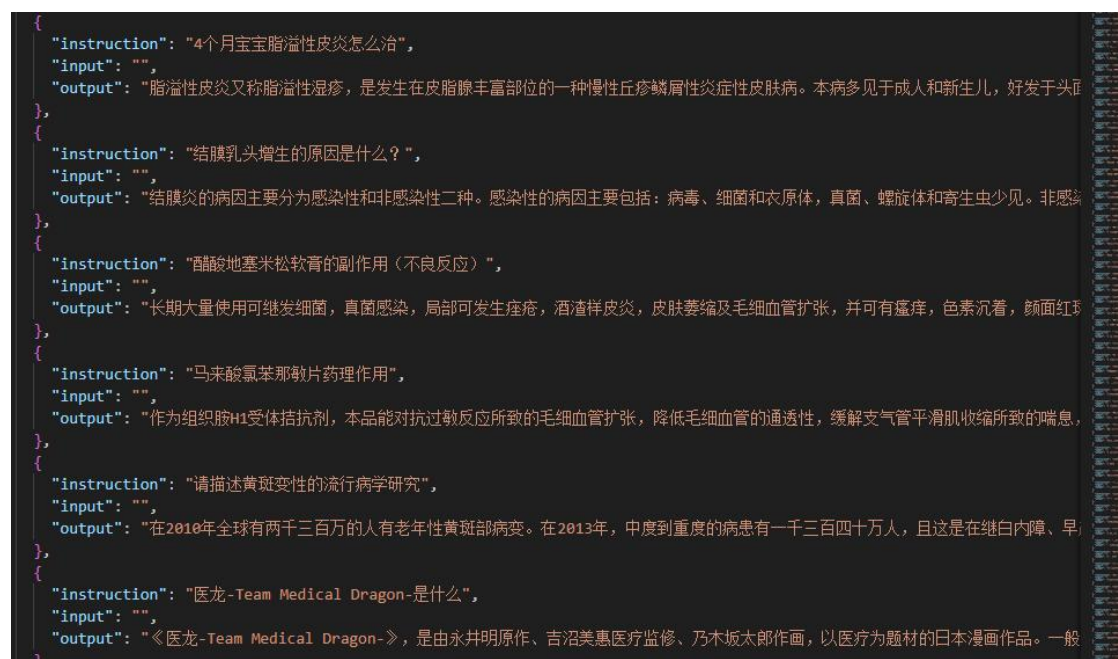 {
"instruction": "4个月宝宝脂溢性皮炎怎么治",
"input": "",
"output": "脂溢性皮炎又称脂溢性湿疹，是发生在皮脂腺丰富部位的一种慢性丘疹鳞屑性炎症性皮肤病。本病多见于成人和新生儿，好发于头面
},
{
"instruction": "结膜乳头增生的原因是什么？",
"input": "",
"output": "结膜炎的病因主要分为感染性和非感染性二种。感染性的病因主要包括：病毒、细菌和衣原体，真菌、螺旋体和寄生虫少见。非感染
},
{
"instruction": "醋酸地塞米松软膏的副作用（不良反应）",
"input": "",
"output": "长期大量使用可继发细菌，真菌感染，局部可发生痤疮，酒渣样皮炎，皮肤萎缩及毛细血管扩张，并可有瘙痒，色素沉着，颜面红
},
{
"instruction": "马来酸氯苯那敏片药理作用",
"input": "",
"output": "作为组织胺H1受体拮抗剂，本品能对抗过敏反应所致的毛细血管扩张，降低毛细血管的通透性，缓解支气管平滑肌收缩所致的喘息，
},
{
"instruction": "请描述黄斑变性的流行病学研究",
"input": "",
"output": "在2010年全球有两千三百万的人有老年性黄斑部病变。在2013年，中度到重度的病患有一千三百四十万人，且这是在继白内障、早
},
{
"instruction": "医龙-Team Medical Dragon-是什么",
"input": "",
"output": "《医龙-Team Medical Dragon-》，是由永井明原作、吉沼美惠医疗监修、乃木坂太郎作画，以医疗为题材的日本漫画作品。一般